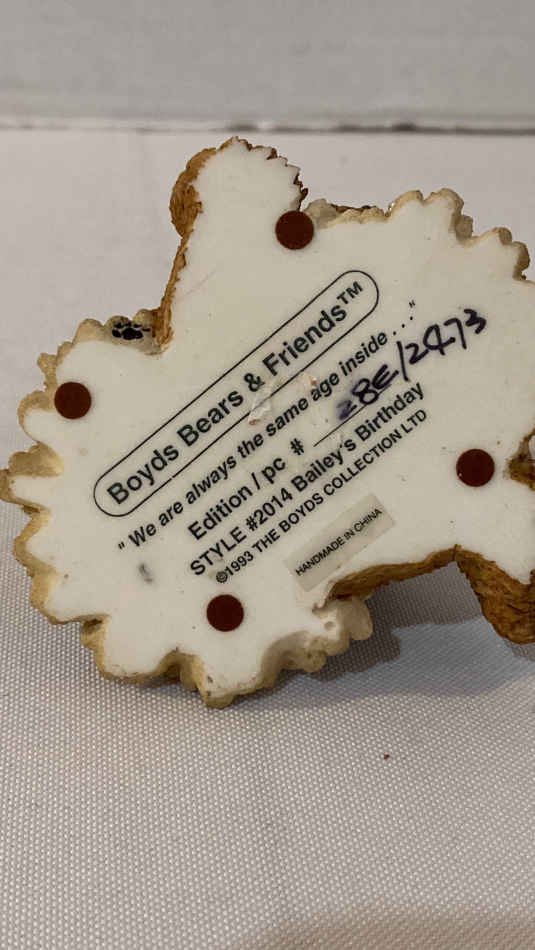 Boyds Bears & Friends™
" We are always the same age inside . . ."
Edition / pc # 28E/2473
STYLE #2014 Bailey's Birthday
©1993 THE BOYDS COLLECTION LTD
HANDMADE IN CHINA